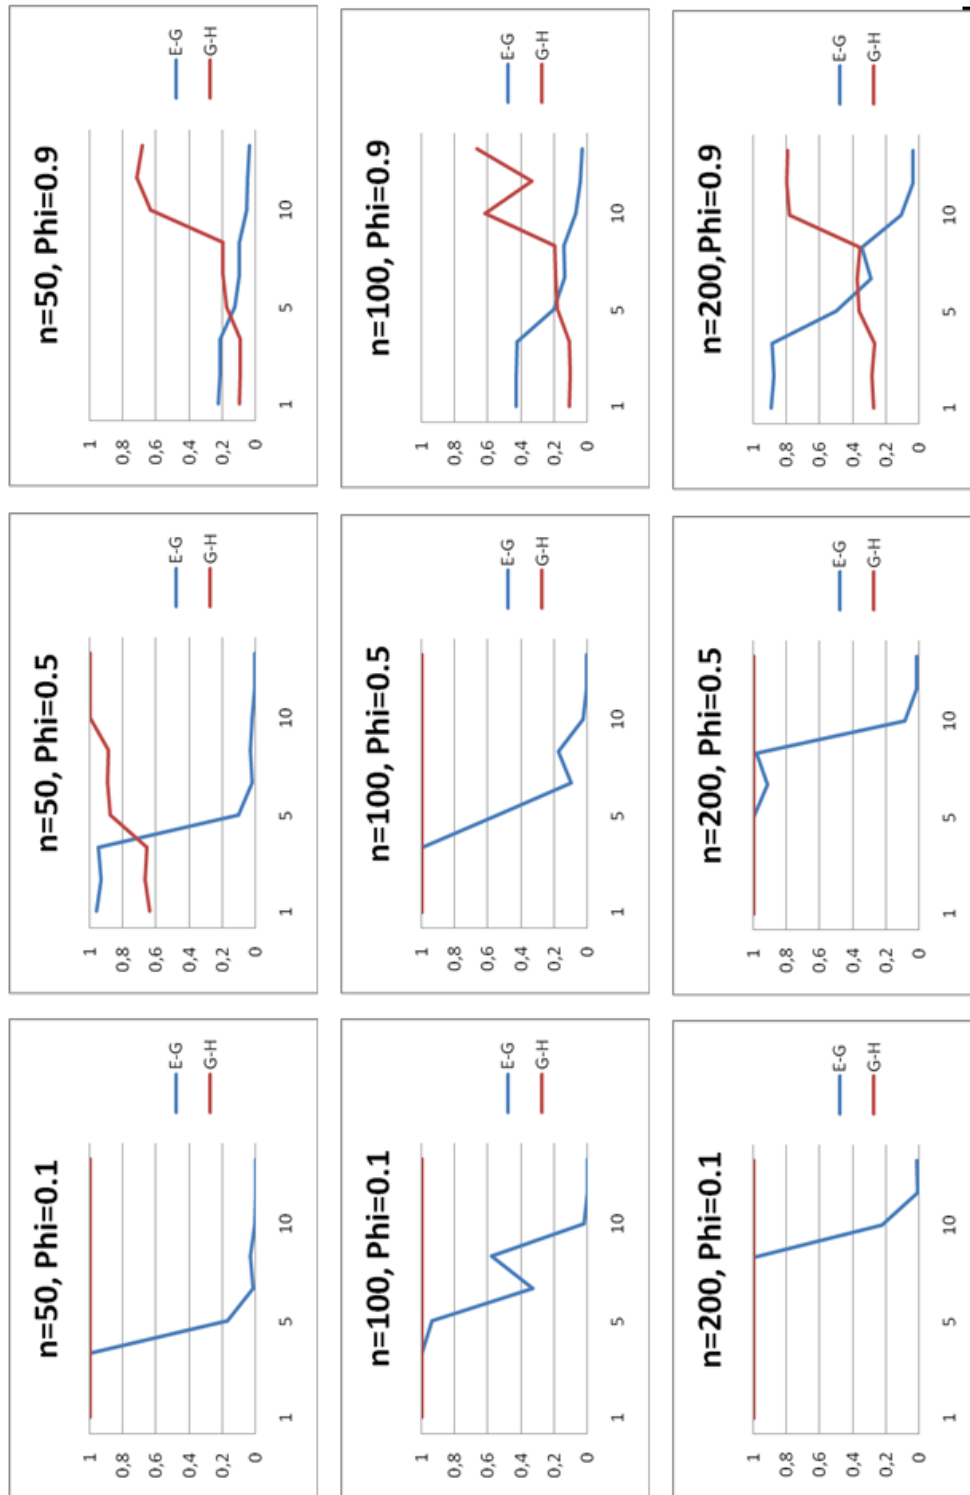 n=50, Phi=0.1
1
0,8
0,6
0,4
0,2
0
1 5 10
E-G
G-H
n=50, Phi=0.5
1
0,8
0,6
0,4
0,2
0
1 5 10
E-G
G-H
n=50, Phi=0.9
1
0,8
0,6
0,4
0,2
0
1 5 10
E-G
G-H
n=100, Phi=0.1
1
0,8
0,6
0,4
0,2
0
1 5 10
E-G
G-H
n=100, Phi=0.5
1
0,8
0,6
0,4
0,2
0
1 5 10
E-G
G-H
n=100, Phi=0.9
1
0,8
0,6
0,4
0,2
0
1 5 10
E-G
G-H
n=200, Phi=0.1
1
0,8
0,6
0,4
0,2
0
1 5 10
E-G
G-H
n=200, Phi=0.5
1
0,8
0,6
0,4
0,2
0
1 5 10
E-G
G-H
n=200,Phi=0.9
1
0,8
0,6
0,4
0,2
0
1 5 10
E-G
G-H